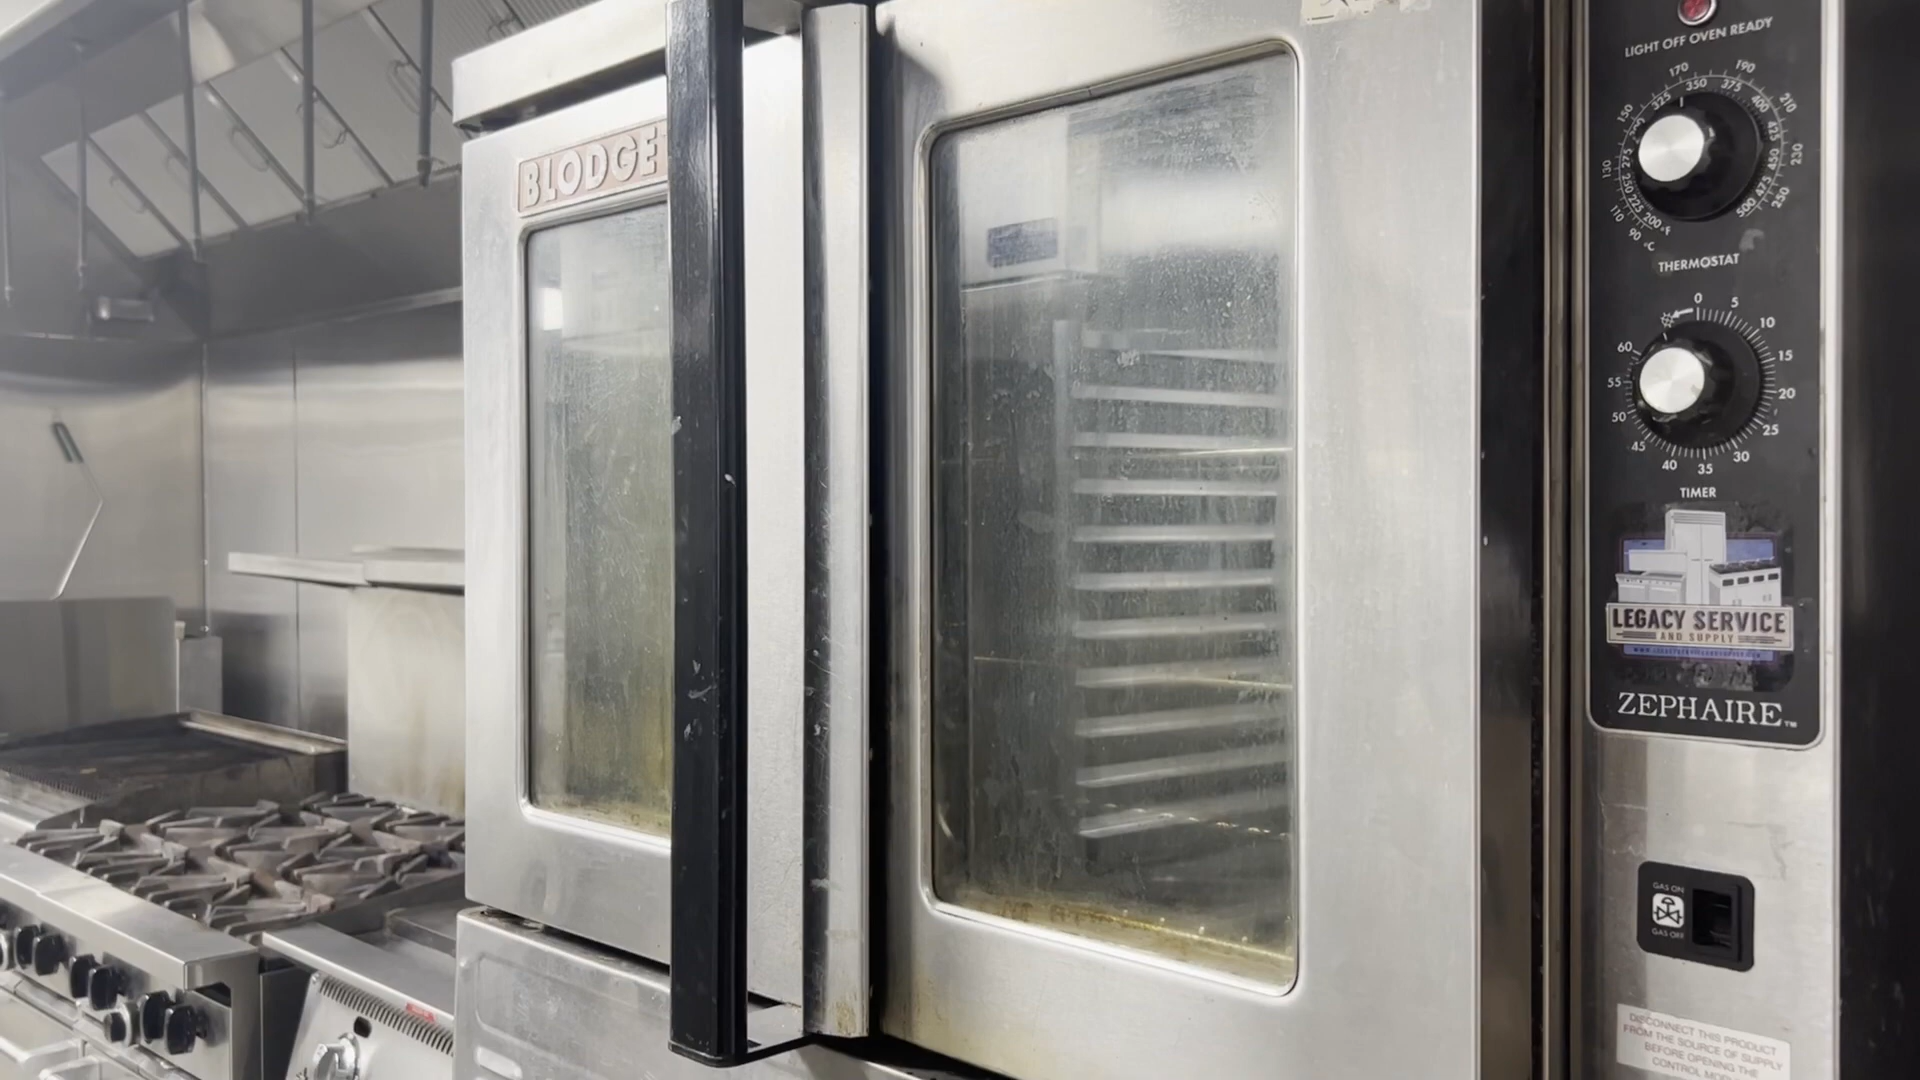 BLODGE
LIGHT OFF OVEN READY
170 190
150 325 350 375 400 210
130 275 425 450 230
250 225 475 250
110 200°F 500
90 °C
THERMOSTAT
0 5
10
60 15
55 20
50 25
45 30
40 35
TIMER
LEGACY SERVICE
AND SUPPLY
ZEPHAIRE™
GAS ON
GAS OFF
DISCONNECT THIS PRODUCT
FROM THE SOURCE OF SUPPLY
BEFORE OPENING THE
CONTROL